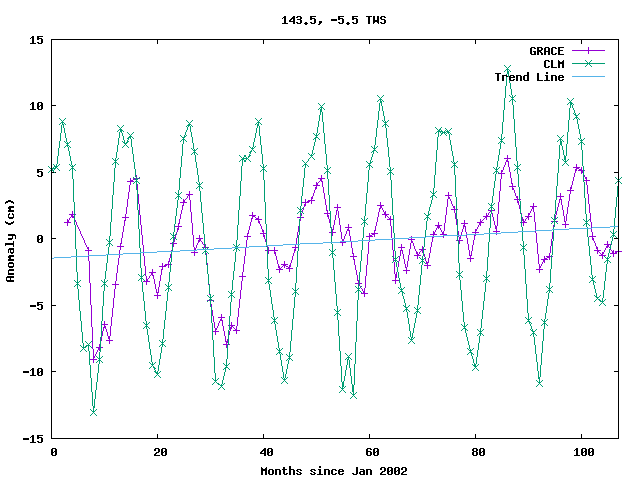 143.5, -5.5 TWS
GRACE
CLM
Trend Line
15
10
5
0
-5
-10
-15
Anomaly (cm)
0 20 40 60 80 100
Months since Jan 2002